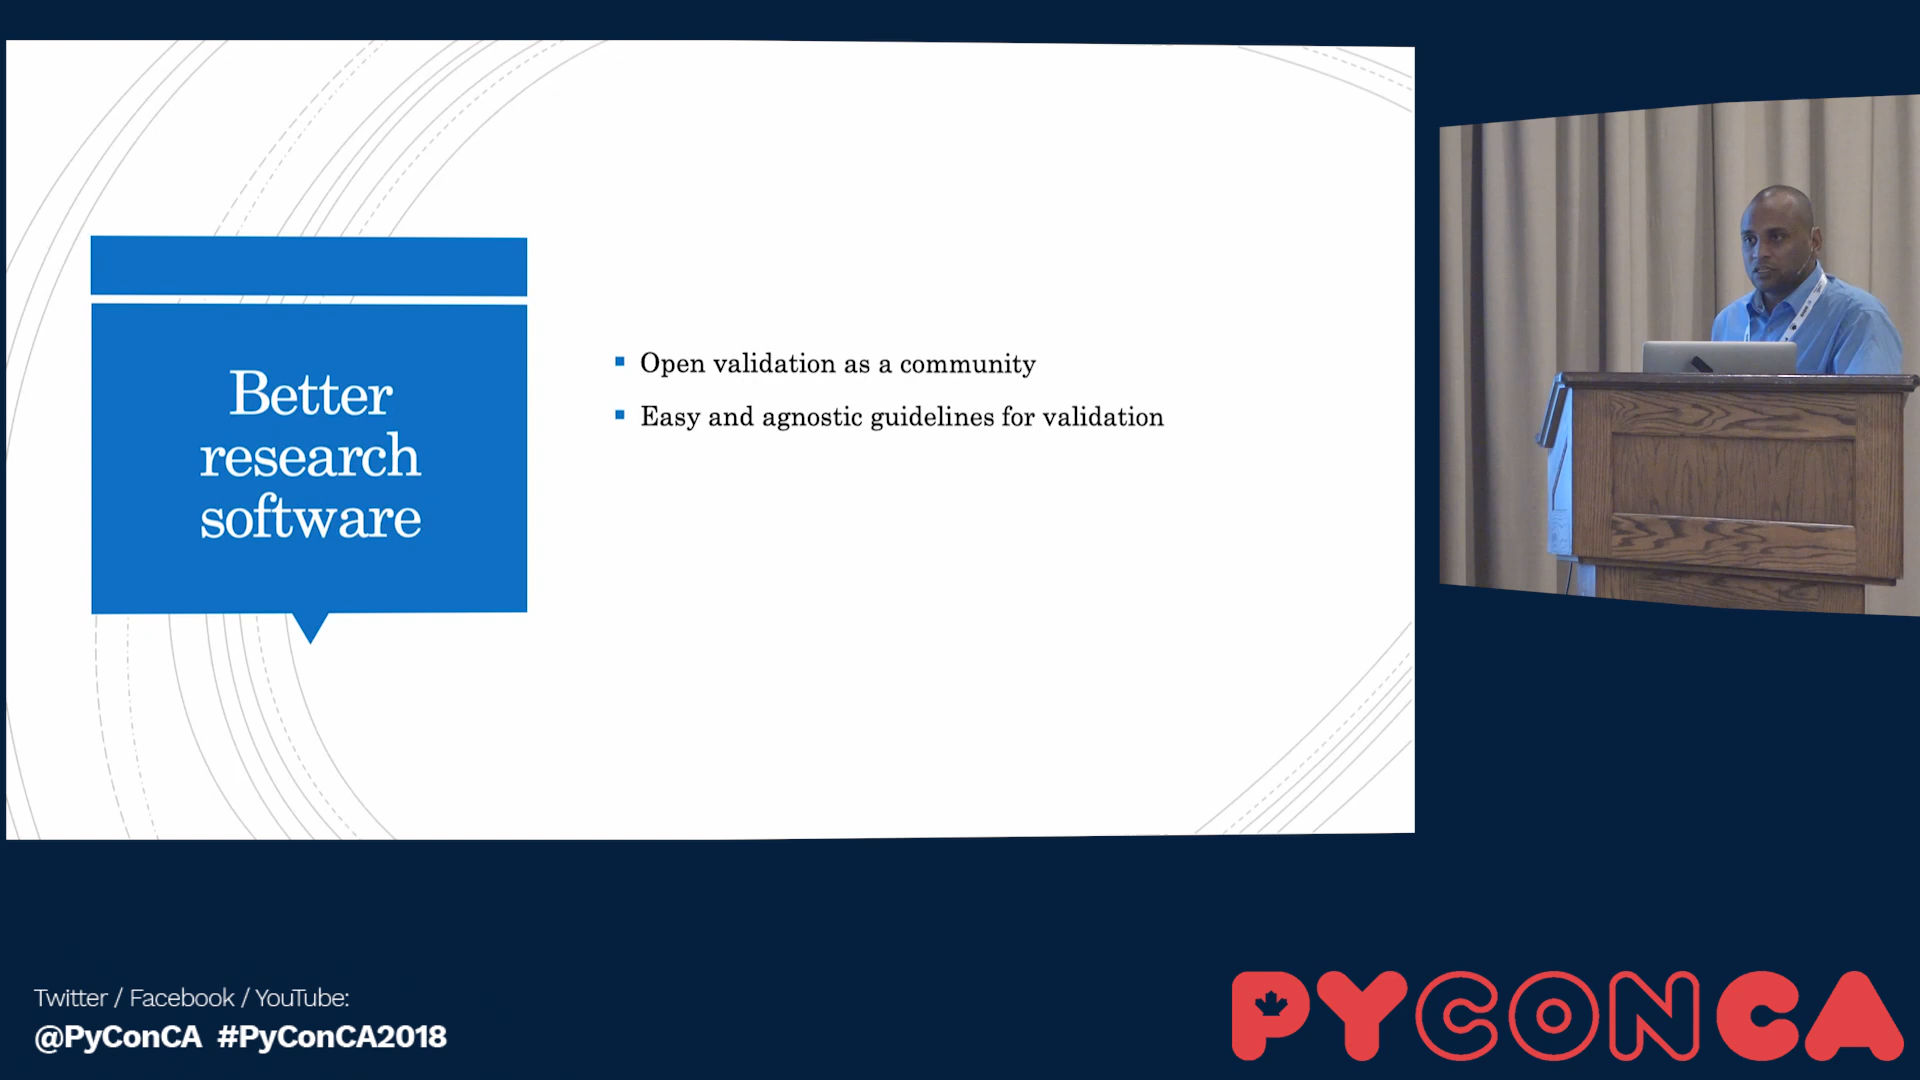 Better
research
software
Open validation as a community
Easy and agnostic guidelines for validation
Twitter / Facebook / YouTube:
@PyConCA #PyConCA2018
PYCONCA